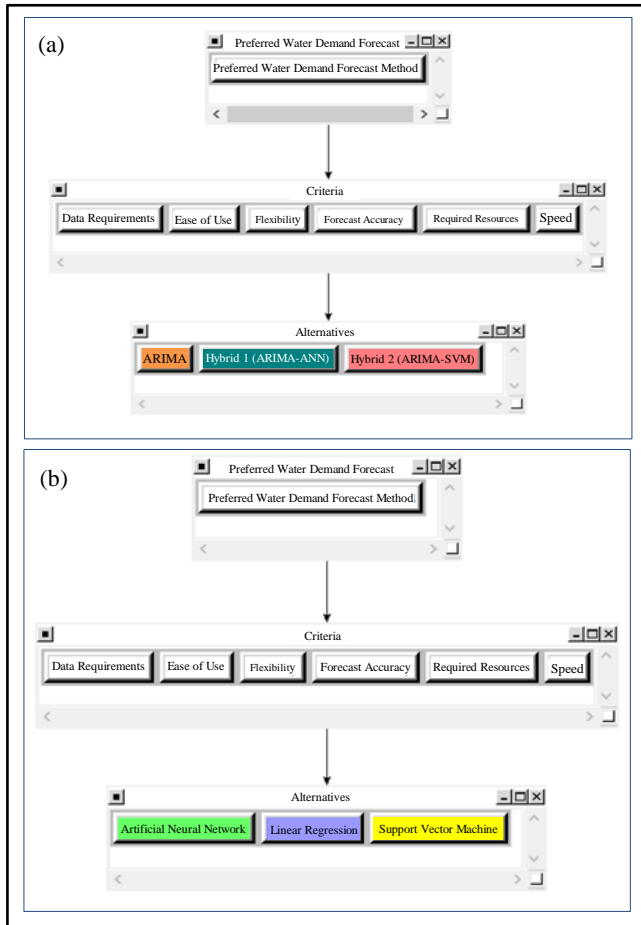 (a)
Preferred Water Demand Forecast
Preferred Water Demand Forecast Method
Criteria
Data Requirements Ease of Use Flexibility Forecast Accuracy Required Resources Speed
Alternatives
ARIMA Hybrid 1 (ARIMA-ANN) Hybrid 2 (ARIMA-SVM)
(b)
Preferred Water Demand Forecast
Preferred Water Demand Forecast Method
Criteria
Data Requirements Ease of Use Flexibility Forecast Accuracy Required Resources Speed
Alternatives
Artificial Neural Network Linear Regression Support Vector Machine